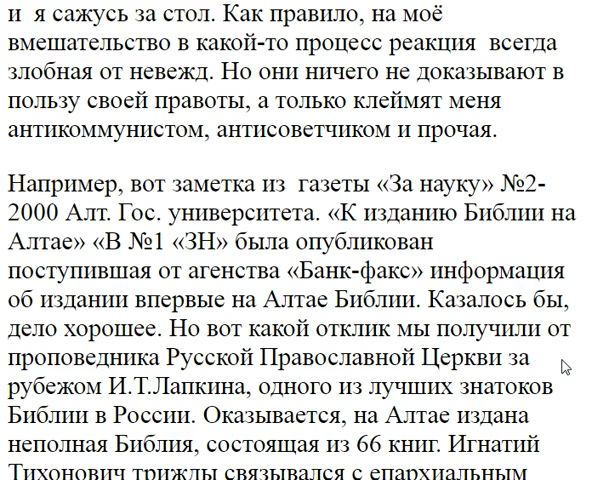 и  я сажусь за стол. Как правило, на моё
вмешательство в какой-то процесс реакция  всегда
злобная от невежд. Но они ничего не доказывают в
пользу своей правоты, а только клеймят меня
антикоммунистом, антисоветчиком и прочая.
Например, вот заметка из  газеты «За науку» №2-
2000 Алт. Гос. университета. «К изданию Библии на
Алтае» «В №1 «ЗН» была опубликован
поступившая от агенства «Банк-факс» информация
об издании впервые на Алтае Библии. Казалось бы,
дело хорошее. Но вот какой отклик мы получили от
проповедника Русской Православной Церкви за
рубежом И.Т.Лапкина, одного из лучших знатоков
Библии в России. Оказывается, на Алтае издана
неполная Библия, состоящая из 66 книг. Игнатий
Тихонович трижды связывался с епархиальным